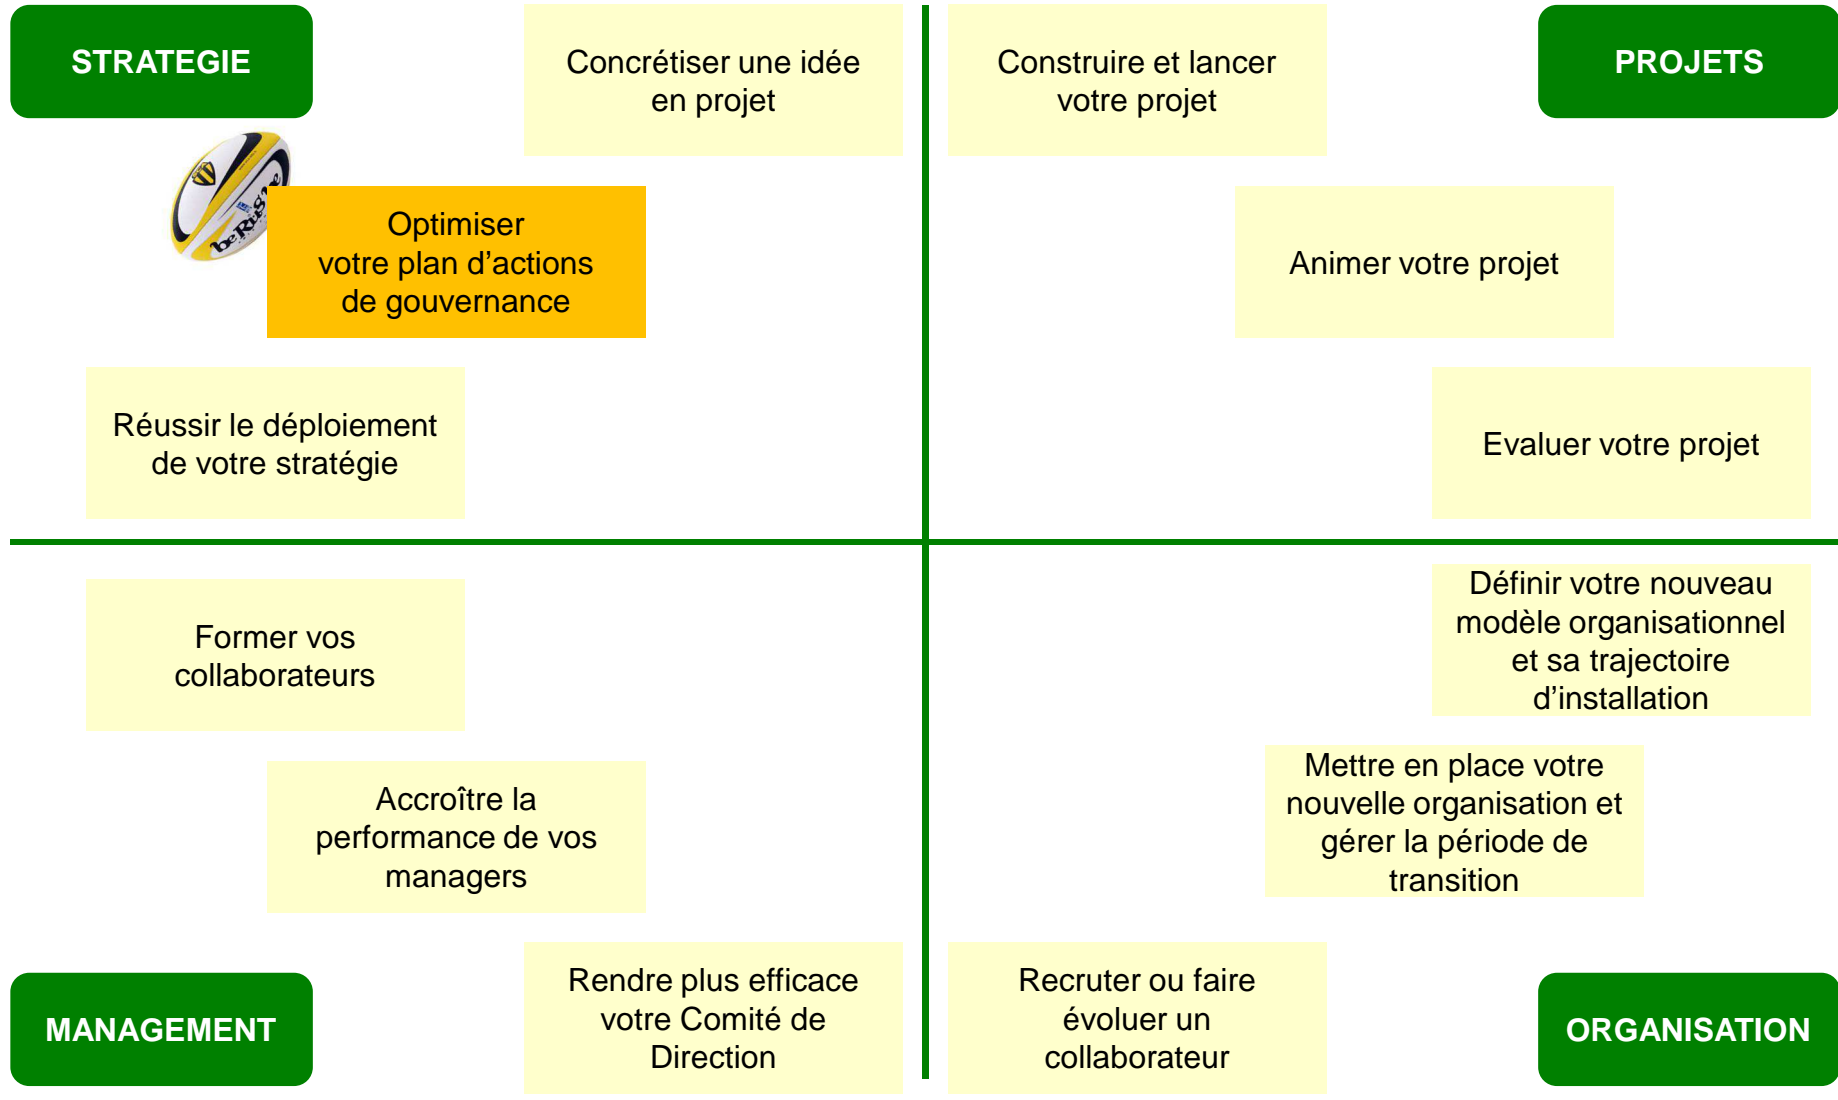 STRATEGIE
Concrétiser une idée
en projet
Construire et lancer
votre projet
PROJETS
be Rugbe
Optimiser
votre plan d’actions
de gouvernance
Animer votre projet
Réussir le déploiement
de votre stratégie
Evaluer votre projet
Former vos
collaborateurs
Définir votre nouveau
modèle organisationnel
et sa trajectoire
d’installation
Accroître la
performance de vos
managers
Mettre en place votre
nouvelle organisation et
gérer la période de
transition
MANAGEMENT
Rendre plus efficace
votre Comité de
Direction
Recruter ou faire
évoluer un
collaborateur
ORGANISATION